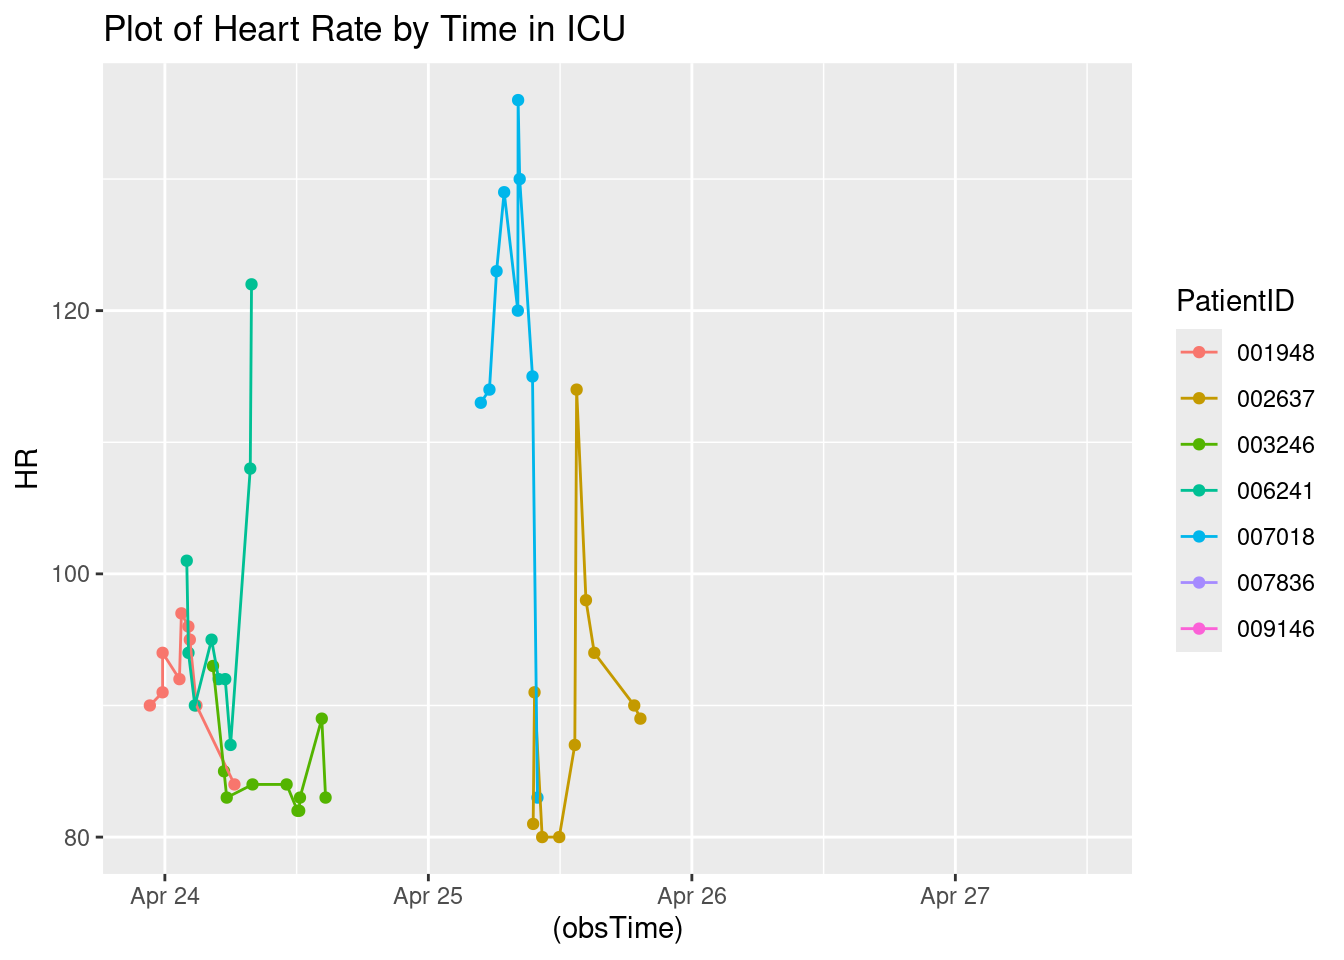 Plot of Heart Rate by Time in ICU
HR
120
100
80
Apr 24
Apr 25
Apr 26
Apr 27
(obsTime)
PatientID
001948
002637
003246
006241
007018
007836
009146